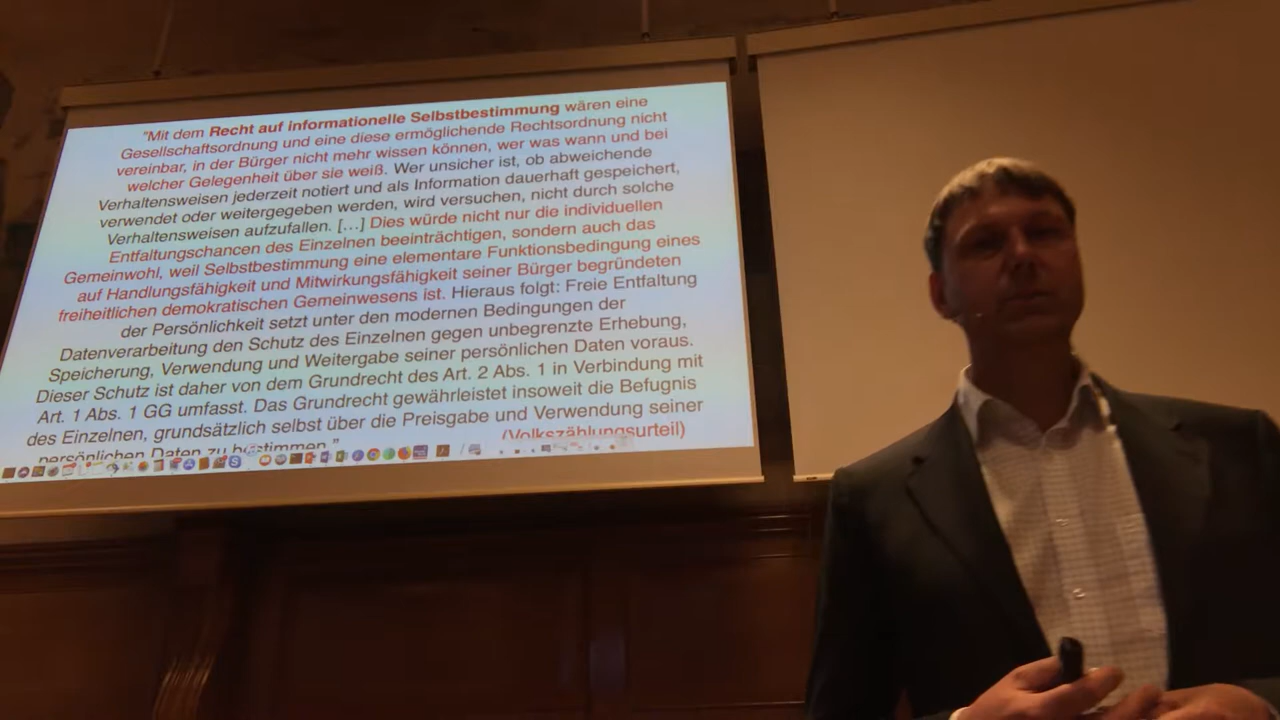 "Mit dem Recht auf informationelle Selbstbestimmung wären eine
Gesellschaftsordnung und eine diese ermöglichende Rechtsordnung nicht
vereinbar, in der Bürger nicht mehr wissen können, wer was wann und bei
welcher Gelegenheit über sie weiß. Wer unsicher ist, ob abweichende
Verhaltensweisen jederzeit notiert und als Information dauerhaft gespeichert,
verwendet oder weitergegeben werden, wird versuchen, nicht durch solche
Verhaltensweisen aufzufallen. [...] Dies würde nicht nur die individuellen
Entfaltungschancen des Einzelnen beeinträchtigen, sondern auch das
Gemeinwohl, weil Selbstbestimmung eine elementare Funktionsbedingung eines
auf Handlungsfähigkeit und Mitwirkungsfähigkeit seiner Bürger begründeten
freiheitlichen demokratischen Gemeinwesens ist. Hieraus folgt: Freie Entfaltung
der Persönlichkeit setzt unter den modernen Bedingungen der
Datenverarbeitung den Schutz des Einzelnen gegen unbegrenzte Erhebung,
Speicherung, Verwendung und Weitergabe seiner persönlichen Daten voraus.
Dieser Schutz ist daher von dem Grundrecht des Art. 2 Abs. 1 in Verbindung mit
Art. 1 Abs. 1 GG umfasst. Das Grundrecht gewährleistet insoweit die Befugnis
des Einzelnen, grundsätzlich selbst über die Preisgabe und Verwendung seiner
persönlichen Daten zu bestimmen." (Volkszählungsurteil)